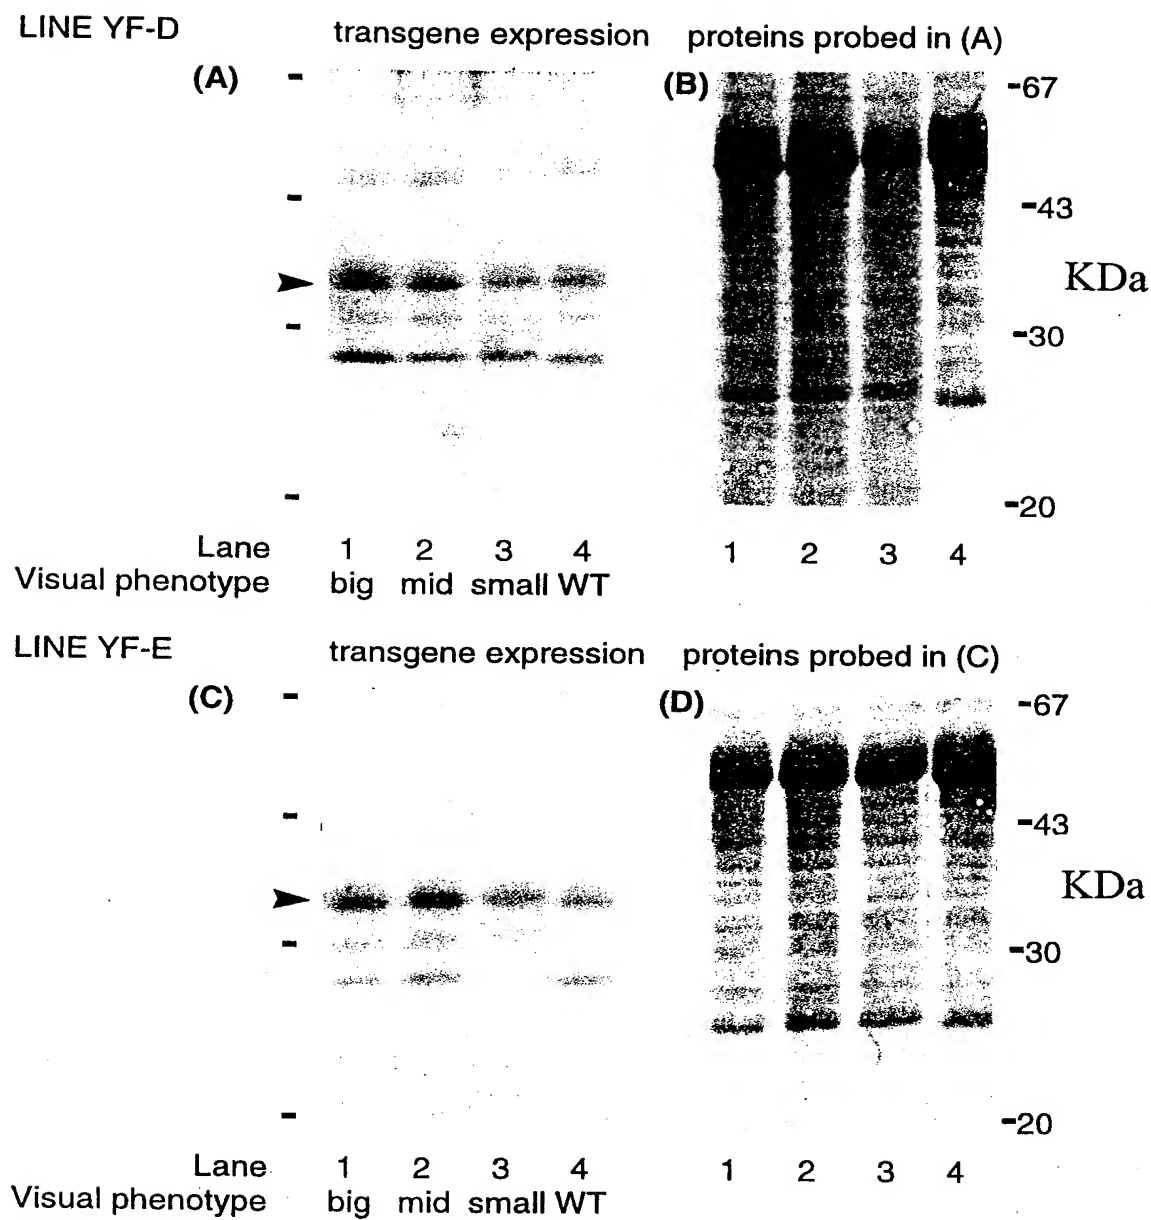 LINE YF-D
transgene expression
proteins probed in (A)
(A)
(B)
-67
-43
KDa
-30
-20
Lane 1 2 3 4
1 2 3 4
Visual phenotype big mid small WT
LINE YF-E
transgene expression
proteins probed in (C)
(C)
(D)
-67
-43
KDa
-30
-20
Lane 1 2 3 4
1 2 3 4
Visual phenotype big mid small WT